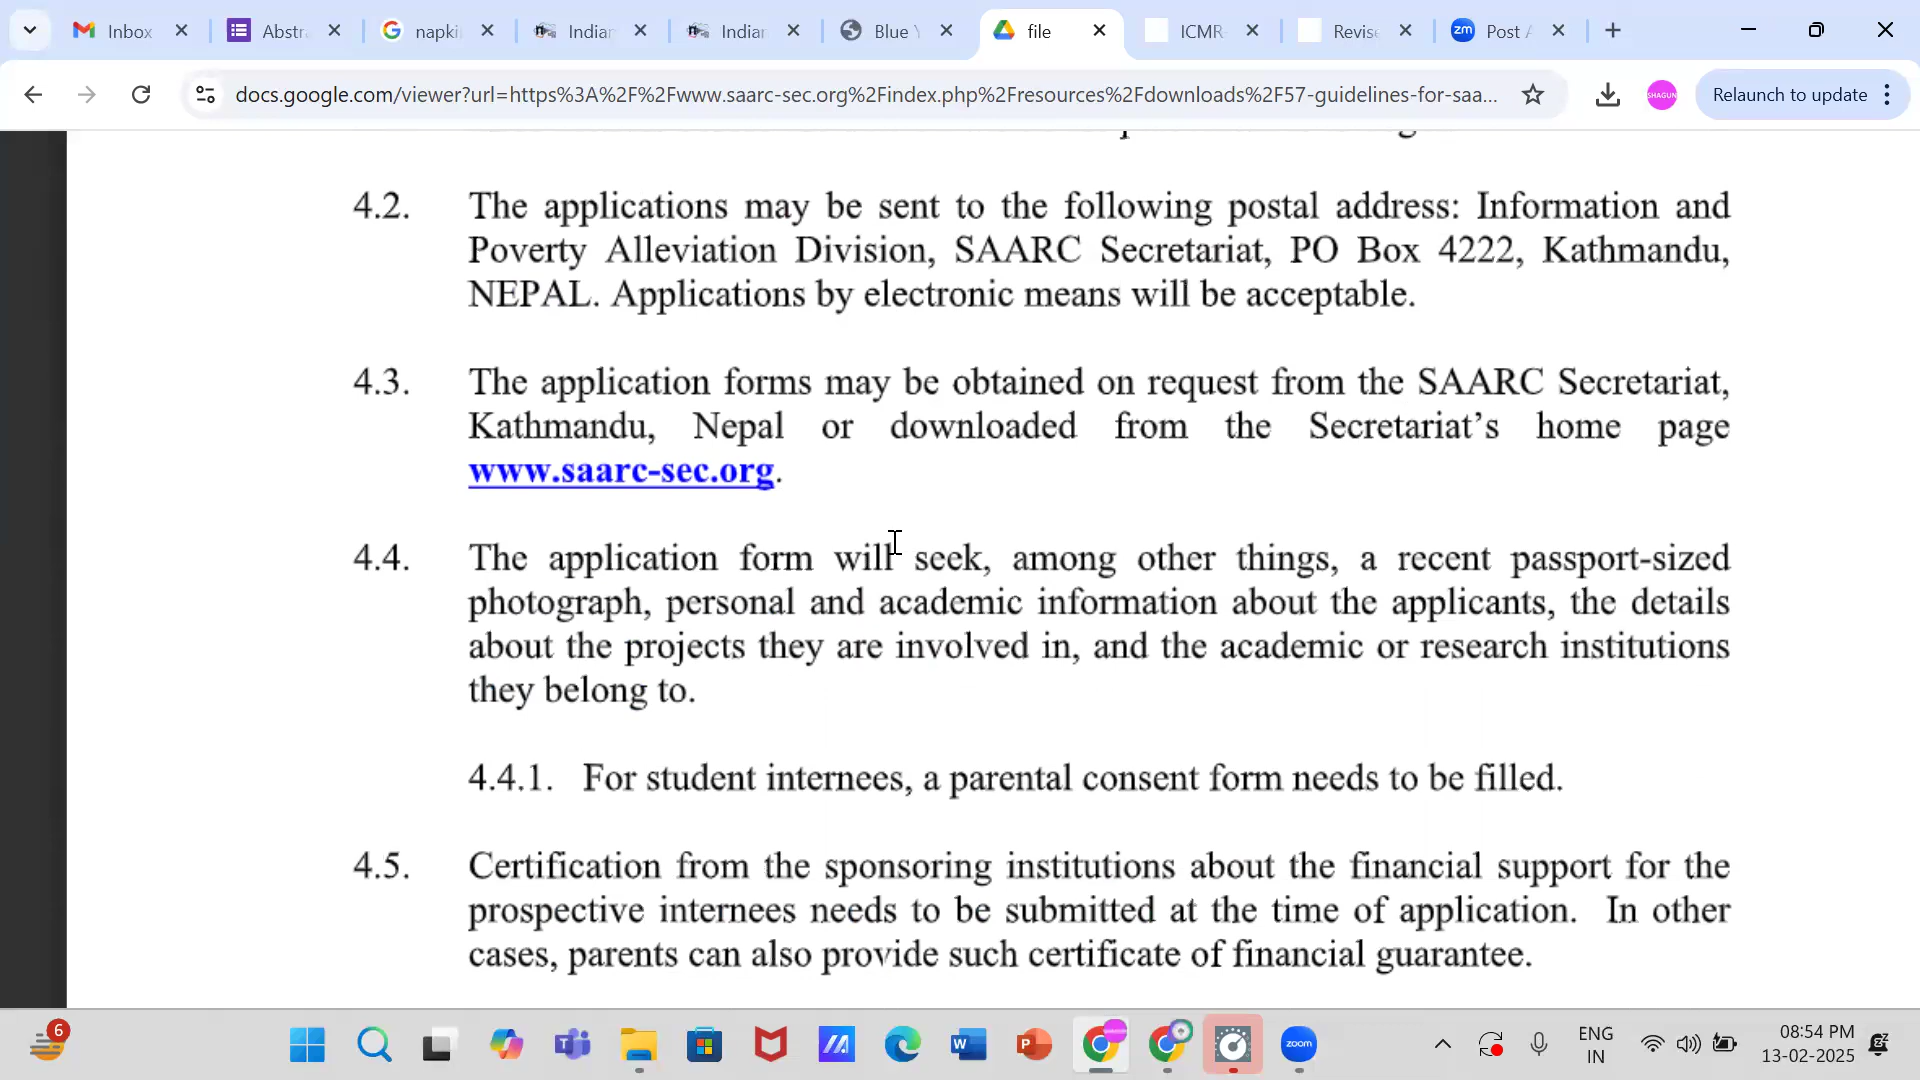 Inbox
Abstr
napki
Indiar
Indiar
Blue Y
file
ICMR-
Revise
zm
Post A
docs.google.com/viewer?url=https%3A%2F%2Fwww.saarc-sec.org%2Findex.php%2Fresources%2Fdownloads%2F57-guidelines-for-saa...
SHAGUN
Relaunch to update
4.2. The applications may be sent to the following postal address: Information and
Poverty Alleviation Division, SAARC Secretariat, PO Box 4222, Kathmandu,
NEPAL. Applications by electronic means will be acceptable.
4.3. The application forms may be obtained on request from the SAARC Secretariat,
Kathmandu, Nepal or downloaded from the Secretariat's home page
www.saarc-sec.org.
4.4. The application form will seek, among other things, a recent passport-sized
photograph, personal and academic information about the applicants, the details
about the projects they are involved in, and the academic or research institutions
they belong to.
4.4.1. For student internees, a parental consent form needs to be filled.
4.5. Certification from the sponsoring institutions about the financial support for the
prospective internees needs to be submitted at the time of application. In other
cases, parents can also provide such certificate of financial guarantee.
6
zoom
ENG
IN
08:54 PM
13-02-2025